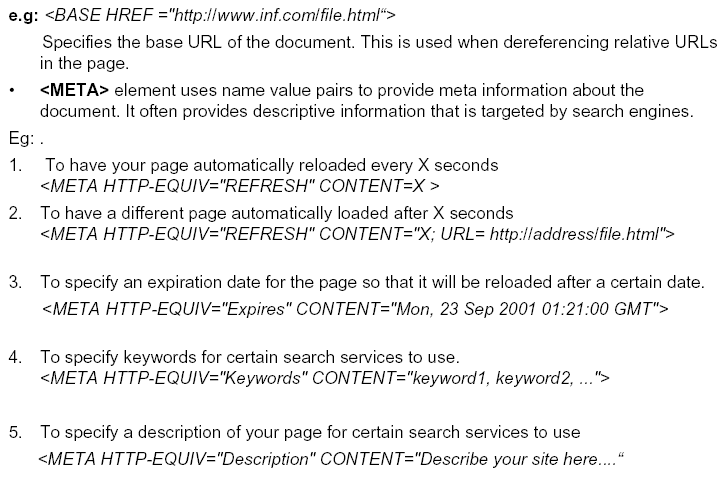 e.g: <BASE HREF ="http://www.inf.com/file.html“>
Specifies the base URL of the document. This is used when dereferencing relative URLs
in the page.
• <META> element uses name value pairs to provide meta information about the
document. It often provides descriptive information that is targeted by search engines.
Eg: .
1. To have your page automatically reloaded every X seconds
<META HTTP-EQUIV="REFRESH" CONTENT=X >
2. To have a different page automatically loaded after X seconds
<META HTTP-EQUIV="REFRESH" CONTENT="X; URL= http://address/file.html">
3. To specify an expiration date for the page so that it will be reloaded after a certain date.
<META HTTP-EQUIV="Expires" CONTENT="Mon, 23 Sep 2001 01:21:00 GMT">
4. To specify keywords for certain search services to use.
<META HTTP-EQUIV="Keywords" CONTENT="keyword1, keyword2, ...">
5. To specify a description of your page for certain search services to use
<META HTTP-EQUIV="Description" CONTENT="Describe your site here....“